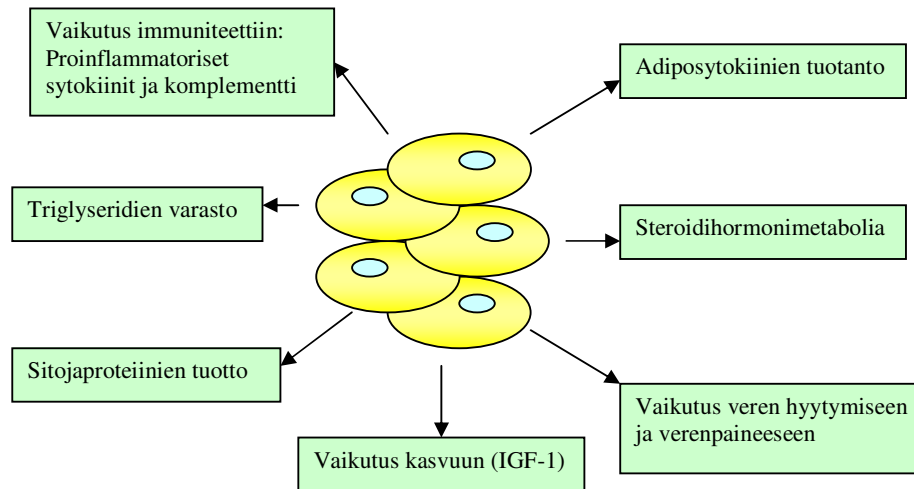 Vaikutus immuniteettiin:
Proinflammatoriset
sytokiinit ja komplementti
Adiposytokiinien tuotanto
Triglyseridien varasto
Steroidihormonimetabolia
Sitojaproteiinien tuotto
Vaikutus veren hyytymiseen
ja verenpaineeseen
Vaikutus kasvuun (IGF-1)